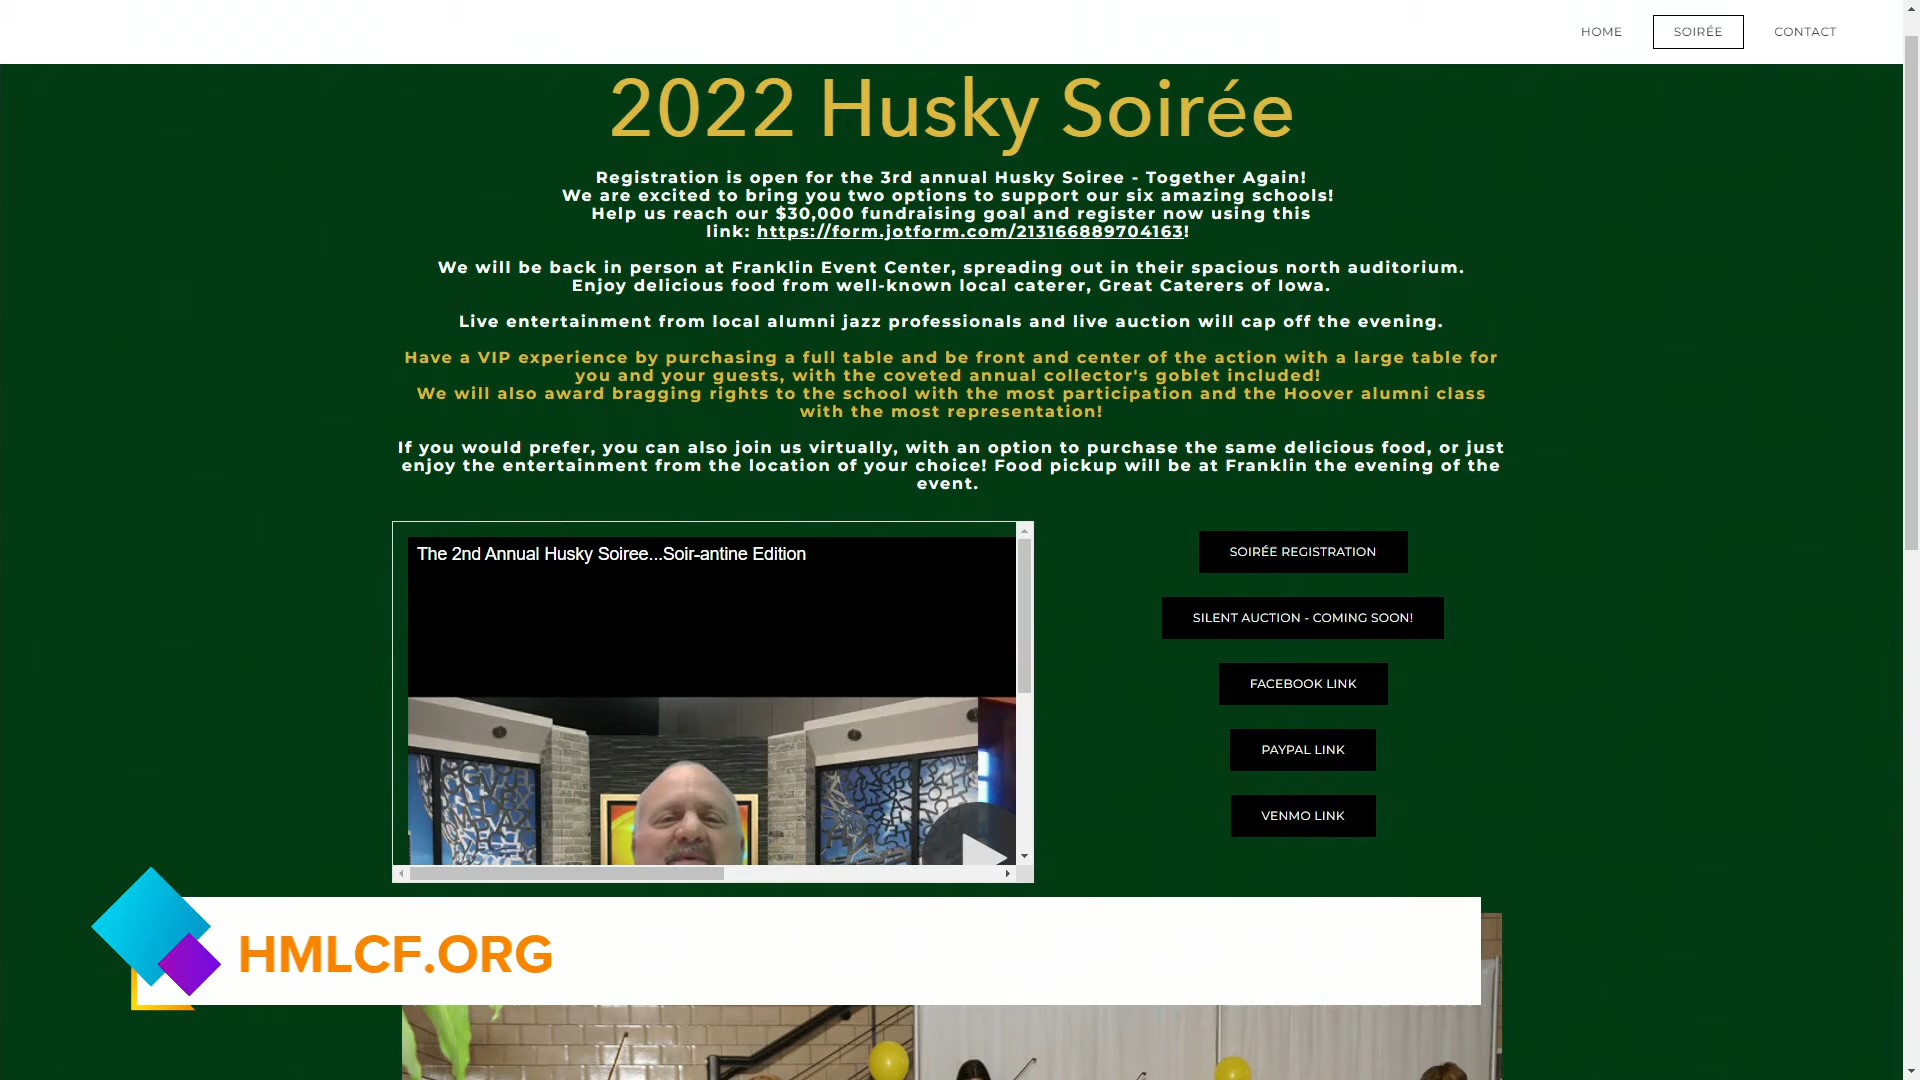 HOME
SOIRÉE
CONTACT
2022 Husky Soirée
Registration is open for the 3rd annual Husky Soiree - Together Again!
We are excited to bring you two options to support our six amazing schools!
Help us reach our $30,000 fundraising goal and register now using this
link: https://form.jotform.com/213166889704163!
We will be back in person at Franklin Event Center, spreading out in their spacious north auditorium.
Enjoy delicious food from well-known local caterer, Great Caterers of Iowa.
Live entertainment from local alumni jazz professionals and live auction will cap off the evening.
Have a VIP experience by purchasing a full table and be front and center of the action with a large table for
you and your guests, with the coveted annual collector's goblet included!
We will also award bragging rights to the school with the most participation and the Hoover alumni class
with the most representation!
If you would prefer, you can also join us virtually, with an option to purchase the same delicious food, or just
enjoy the entertainment from the location of your choice! Food pickup will be at Franklin the evening of the
event.
The 2nd Annual Husky Soiree...Soir-antine Edition
SOIRÉE REGISTRATION
SILENT AUCTION - COMING SOON!
FACEBOOK LINK
PAYPAL LINK
VENMO LINK
HMLCF.ORG